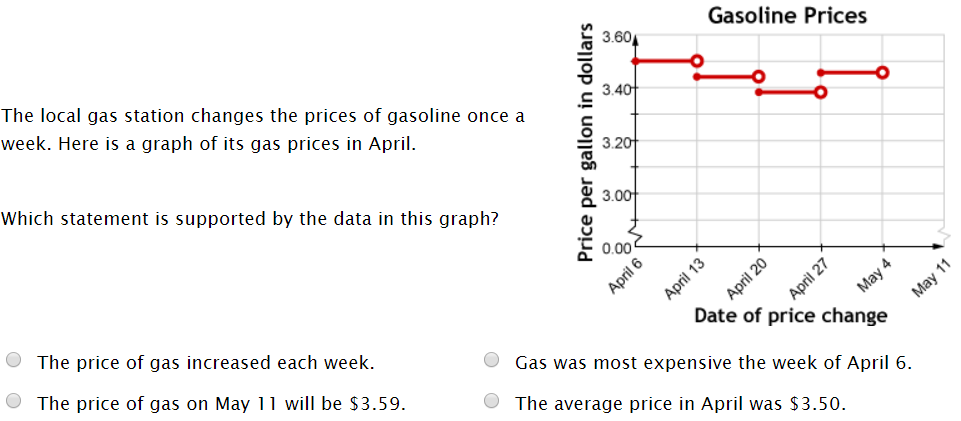 The local gas station changes the prices of gasoline once a
week. Here is a graph of its gas prices in April.
Which statement is supported by the data in this graph?
Gasoline Prices
Price per gallon in dollars
3.60
3.40
3.20
3.00
0.00
April 6
April 13
April 20
April 27
May 4
May 11
Date of price change
The price of gas increased each week.
Gas was most expensive the week of April 6.
The price of gas on May 11 will be $3.59.
The average price in April was $3.50.